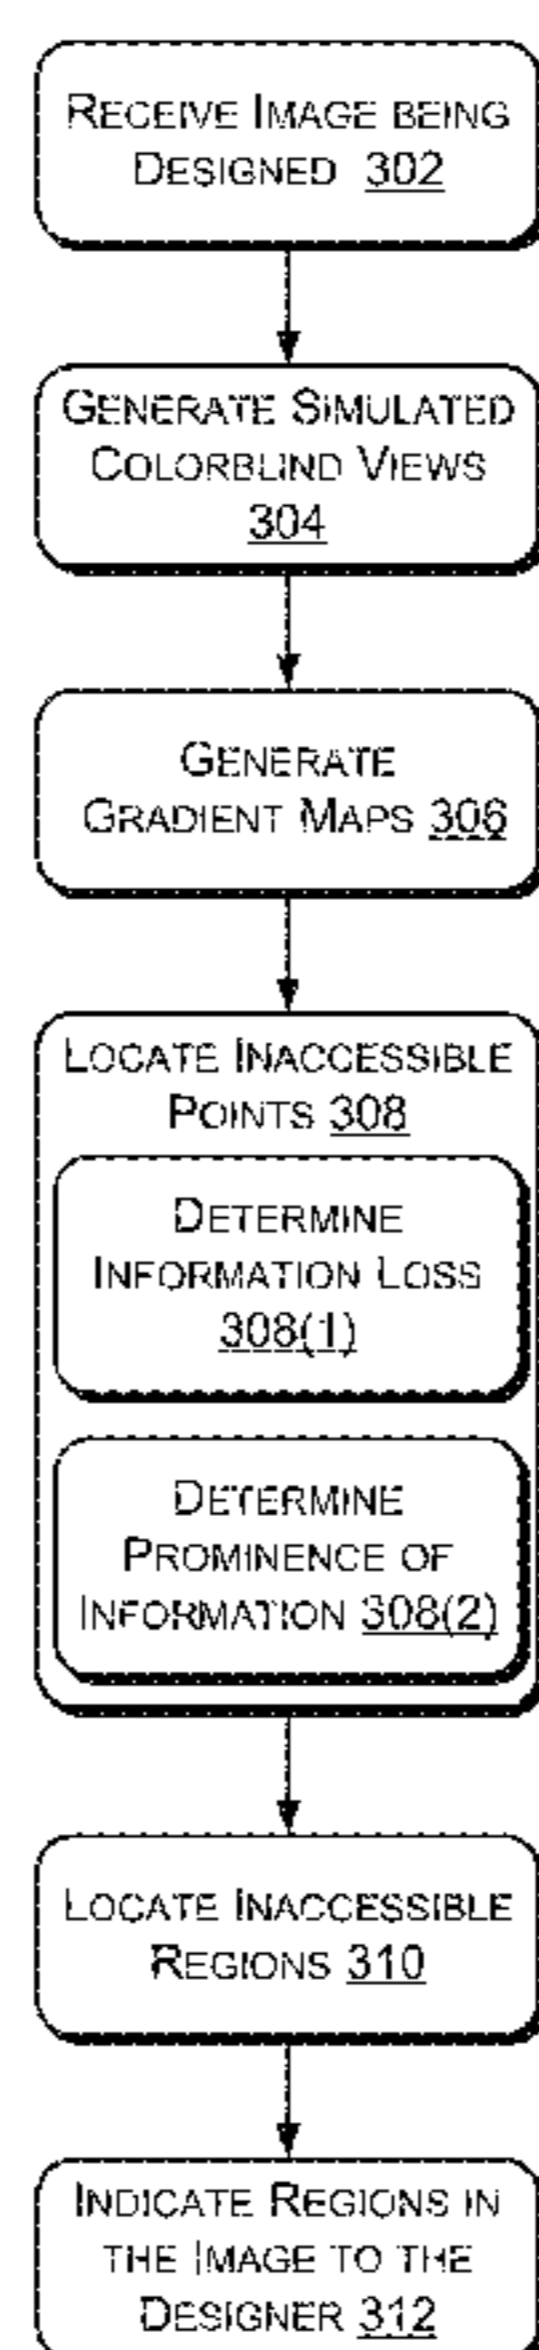 RECEIVE IMAGE BEING
DESIGNED 302
GENERATE SIMULATED
COLORBLIND VIEWS
304
GENERATE
GRADIENT MAPS 306
LOCATE INACCESSIBLE
POINTS 308
DETERMINE
INFORMATION LOSS
308(1)
DETERMINE
PROMINENCE OF
INFORMATION 308(2)
LOCATE INACCESSIBLE
REGIONS 310
INDICATE REGIONS IN
THE IMAGE TO THE
DESIGNER 312